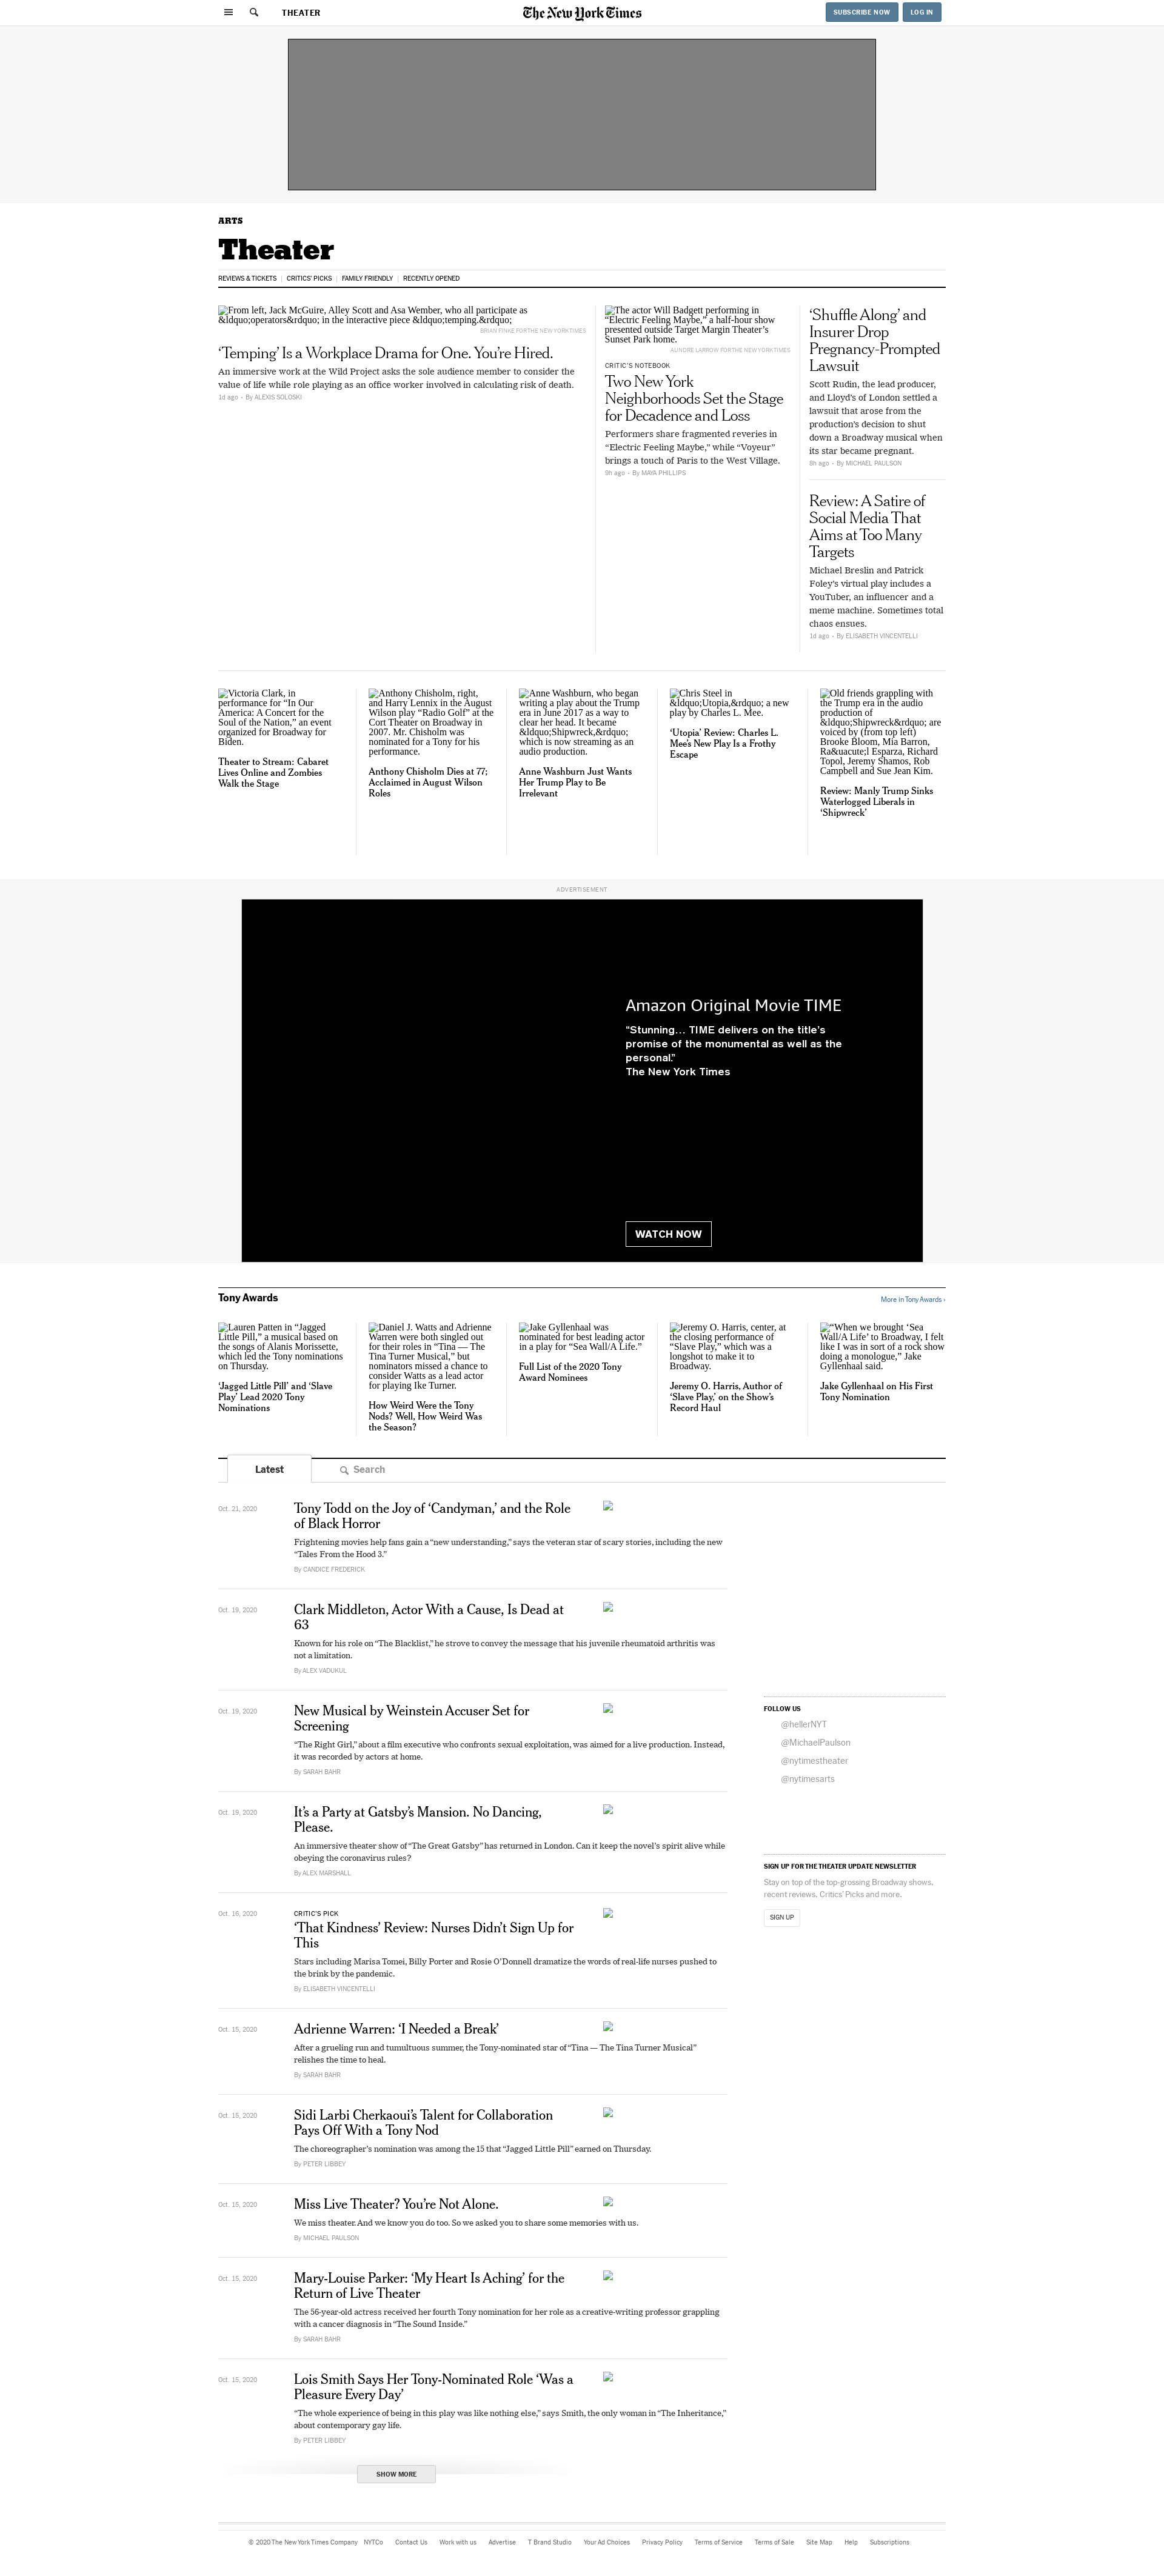 THEATER
The New York Times
SUBSCRIBE NOW
LOG IN
ARTS
Theater
REVIEWS & TICKETS
CRITICS' PICKS
FAMILY FRIENDLY
RECENTLY OPENED
From left, Jack McGuire, Alley Scott and Asa Wember, who all participate as
&ldquo;operators&rdquo; in the interactive piece &ldquo;temping.&rdquo;
BRIAN FINKE FOR THE NEW YORK TIMES
‘Temping’ Is a Workplace Drama for One. You’re Hired.
An immersive work at the Wild Project asks the sole audience member to consider the
value of life while role playing as an office worker involved in calculating risk of death.
1d ago - By ALEXIS SOLOSKI
The actor Will Badgett performing in
“Electric Feeling Maybe,” a half-hour show
presented outside Target Margin Theater’s
Sunset Park home.
AUNDRE LARROW FOR THE NEW YORK TIMES
CRITIC’S NOTEBOOK
Two New York
Neighborhoods Set the Stage
for Decadence and Loss
Performers share fragmented reveries in
“Electric Feeling Maybe,” while “Voyeur”
brings a touch of Paris to the West Village.
9h ago - By MAYA PHILLIPS
‘Shuffle Along’ and
Insurer Drop
Pregnancy-Prompted
Lawsuit
Scott Rudin, the lead producer,
and Lloyd’s of London settled a
lawsuit that arose from the
production’s decision to shut
down a Broadway musical when
its star became pregnant.
8h ago - By MICHAEL PAULSON
Review: A Satire of
Social Media That
Aims at Too Many
Targets
Michael Breslin and Patrick
Foley’s virtual play includes a
YouTuber, an influencer and a
meme machine. Sometimes total
chaos ensues.
1d ago - By ELISABETH VINCENTELLI
Victoria Clark, in
performance for “In Our
America: A Concert for the
Soul of the Nation,” an event
organized for Broadway for
Biden.
Theater to Stream: Cabaret
Lives Online and Zombies
Walk the Stage
Anthony Chisholm, right,
and Harry Lennix in the August
Wilson play “Radio Golf” at the
Cort Theater on Broadway in
2007. Mr. Chisholm was
nominated for a Tony for his
performance.
Anthony Chisholm Dies at 77;
Acclaimed in August Wilson
Roles
Anne Washburn, who began
writing a play about the Trump
era in June 2017 as a way to
clear her head. It became
&ldquo;Shipwreck,&rdquo;
which is now streaming as an
audio production.
Anne Washburn Just Wants
Her Trump Play to Be
Irrelevant
Chris Steel in
&ldquo;Utopia,&rdquo; a new
play by Charles L. Mee.
‘Utopia’ Review: Charles L.
Mee’s New Play Is a Frothy
Escape
Old friends grappling with
the Trump era in the audio
production of
&ldquo;Shipwreck&rdquo; are
voiced by (from top left)
Brooke Bloom, Mia Barron,
Ra&uacute;l Esparza, Richard
Topol, Jeremy Shamos, Rob
Campbell and Sue Jean Kim.
Review: Manly Trump Sinks
Waterlogged Liberals in
‘Shipwreck’
ADVERTISEMENT
Amazon Original Movie TIME
“Stunning... TIME delivers on the title’s
promise of the monumental as well as the
personal.”
The New York Times
WATCH NOW
Tony Awards
More in Tony Awards ›
Lauren Patten in “Jagged
Little Pill,” a musical based on
the songs of Alanis Morissette,
which led the Tony nominations
on Thursday.
‘Jagged Little Pill’ and ‘Slave
Play’ Lead 2020 Tony
Nominations
Daniel J. Watts and Adrienne
Warren were both singled out
for their roles in “Tina — The
Tina Turner Musical,” but
nominators missed a chance to
consider Watts as a lead actor
for playing Ike Turner.
How Weird Were the Tony
Nods? Well, How Weird Was
the Season?
Jake Gyllenhaal was
nominated for best leading actor
in a play for “Sea Wall/A Life.”
Full List of the 2020 Tony
Award Nominees
Jeremy O. Harris, center, at
the closing performance of
“Slave Play,” which was a
longshot to make it to
Broadway.
Jeremy O. Harris, Author of
‘Slave Play,’ on the Show’s
Record Haul
“When we brought ‘Sea
Wall/A Life’ to Broadway, I felt
like I was in sort of a rock show
doing a monologue,” Jake
Gyllenhaal said.
Jake Gyllenhaal on His First
Tony Nomination
Latest
Search
Oct. 21, 2020
Tony Todd on the Joy of ‘Candyman,’ and the Role
of Black Horror
Frightening movies help fans gain a “new understanding,” says the veteran star of scary stories, including the new
“Tales From the Hood 3.”
By CANDICE FREDERICK
Oct. 19, 2020
Clark Middleton, Actor With a Cause, Is Dead at
63
Known for his role on “The Blacklist,” he strove to convey the message that his juvenile rheumatoid arthritis was
not a limitation.
By ALEX VADUKUL
Oct. 19, 2020
New Musical by Weinstein Accuser Set for
Screening
“The Right Girl,” about a film executive who confronts sexual exploitation, was aimed for a live production. Instead,
it was recorded by actors at home.
By SARAH BAHR
Oct. 19, 2020
It’s a Party at Gatsby’s Mansion. No Dancing,
Please.
An immersive theater show of “The Great Gatsby” has returned in London. Can it keep the novel’s spirit alive while
obeying the coronavirus rules?
By ALEX MARSHALL
Oct. 16, 2020
CRITIC’S PICK
‘That Kindness’ Review: Nurses Didn’t Sign Up for
This
Stars including Marisa Tomei, Billy Porter and Rosie O’Donnell dramatize the words of real-life nurses pushed to
the brink by the pandemic.
By ELISABETH VINCENTELLI
Oct. 15, 2020
Adrienne Warren: ‘I Needed a Break’
After a grueling run and tumultuous summer, the Tony-nominated star of “Tina — The Tina Turner Musical”
relishes the time to heal.
By SARAH BAHR
Oct. 15, 2020
Sidi Larbi Cherkaoui’s Talent for Collaboration
Pays Off With a Tony Nod
The choreographer’s nomination was among the 15 that “Jagged Little Pill” earned on Thursday.
By PETER LIBBEY
Oct. 15, 2020
Miss Live Theater? You’re Not Alone.
We miss theater. And we know you do too. So we asked you to share some memories with us.
By MICHAEL PAULSON
Oct. 15, 2020
Mary-Louise Parker: ‘My Heart Is Aching’ for the
Return of Live Theater
The 56-year-old actress received her fourth Tony nomination for her role as a creative-writing professor grappling
with a cancer diagnosis in “The Sound Inside.”
By SARAH BAHR
Oct. 15, 2020
Lois Smith Says Her Tony-Nominated Role ‘Was a
Pleasure Every Day’
“The whole experience of being in this play was like nothing else,” says Smith, the only woman in “The Inheritance,”
about contemporary gay life.
By PETER LIBBEY
SHOW MORE
FOLLOW US
@hellerNYT
@MichaelPaulson
@nytimestheater
@nytimesarts
SIGN UP FOR THE THEATER UPDATE NEWSLETTER
Stay on top of the top-grossing Broadway shows,
recent reviews, Critics’ Picks and more.
SIGN UP
© 2020 The New York Times Company NYTCo Contact Us Work with us Advertise T Brand Studio Your Ad Choices Privacy Policy Terms of Service Terms of Sale Site Map Help Subscriptions